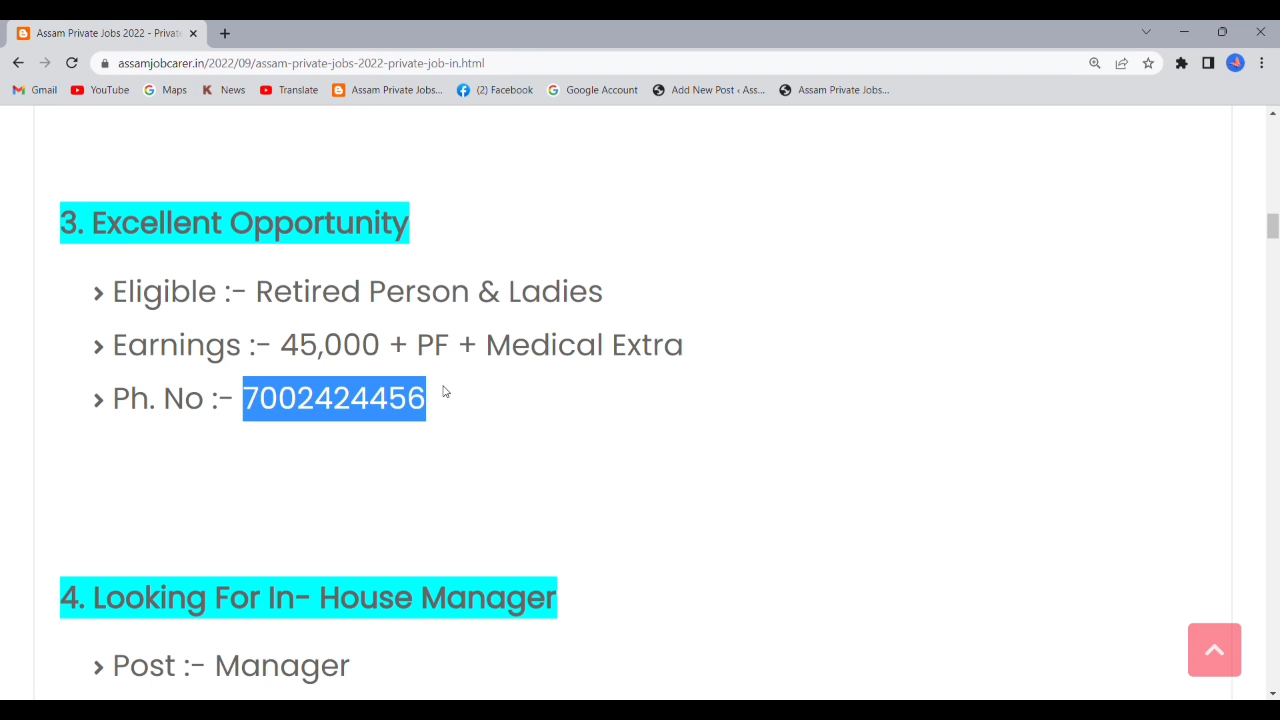 Assam Private Jobs 2022 - Privat
assamjobcarer.in/2022/09/assam-private-jobs-2022-private-job-in.html
Gmail YouTube Maps News Translate Assam Private Jobs... (2) Facebook Google Account Add New Post ‹ Ass... Assam Private Jobs...
3. Excellent Opportunity
› Eligible :- Retired Person & Ladies
› Earnings :- 45,000 + PF + Medical Extra
› Ph. No :- 7002424456
4. Looking For In- House Manager
› Post :- Manager